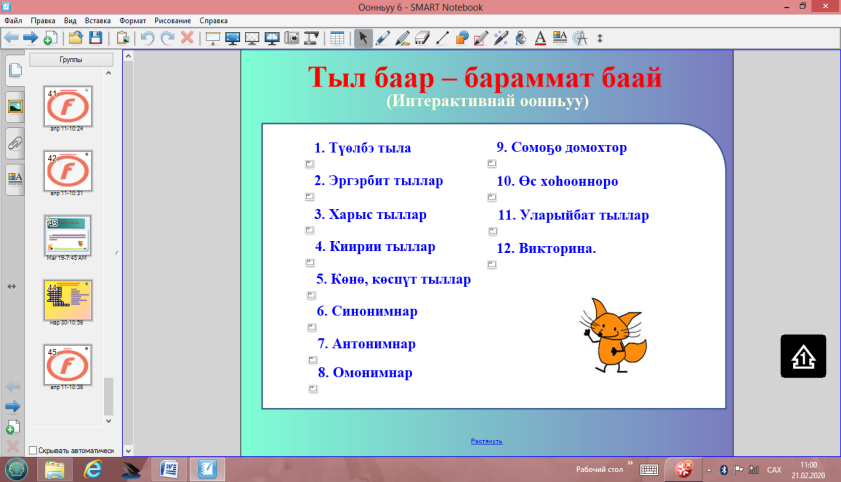 Оонньуу 6 - SMART Notebook
Файл Правка Вид Вставка Формат Рисование Справка
Группы
41
апр 11-10:24
42
апр 11-10:31
43
Mar 19-7:45 AM
44
мар 30-10:56
45
апр 11-10:36
Скрывать автоматическ
Тыл баар – бараммат баай
(Интерактивнай оонньуу)
1. Түөлбэ тыла
2. Эргэрбит тыллар
3. Харыс тыллар
4. Киирии тыллар
5. Көнө, көспүт тыллар
6. Синонимнар
7. Антонимнар
8. Омонимнар
9. Сомоҕо домохтор
10. Өс хоһоонноро
11. Уларыйбат тыллар
12. Викторина.
Растянуть
Рабочий стол
САХ
11:00
21.02.2020